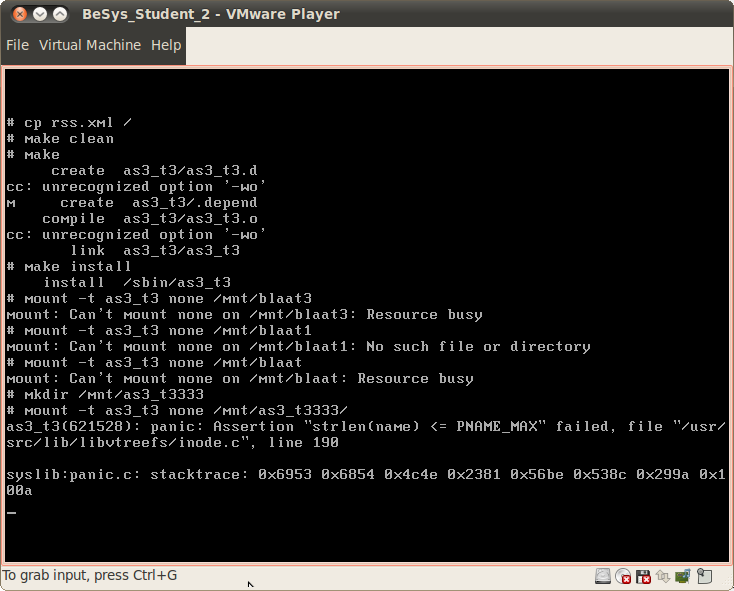 BeSys_Student_2 - VMware Player
File Virtual Machine Help
# cp rss.xml /
# make clean
# make
create as3_t3/as3_t3.d
cc: unrecognized option '-wo'
m create as3_t3/.depend
compile as3_t3/as3_t3.o
cc: unrecognized option '-wo'
link as3_t3/as3_t3
# make install
install /sbin/as3_t3
# mount -t as3_t3 none /mnt/blaat3
mount: Can't mount none on /mnt/blaat3: Resource busy
# mount -t as3_t3 none /mnt/blaat1
mount: Can't mount none on /mnt/blaat1: No such file or directory
# mount -t as3_t3 none /mnt/blaat
mount: Can't mount none on /mnt/blaat: Resource busy
# mkdir /mnt/as3_t3333
# mount -t as3_t3 none /mnt/as3_t3333/
as3_t3(621528): panic: Assertion "strlen(name) <= PNAME_MAX" failed, file "/usr/
src/lib/libvtreefs/inode.c", line 190
syslib:panic.c: stacktrace: 0x6953 0x6854 0x4c4e 0x2381 0x56be 0x538c 0x299a 0x1
00a
To grab input, press Ctrl+G